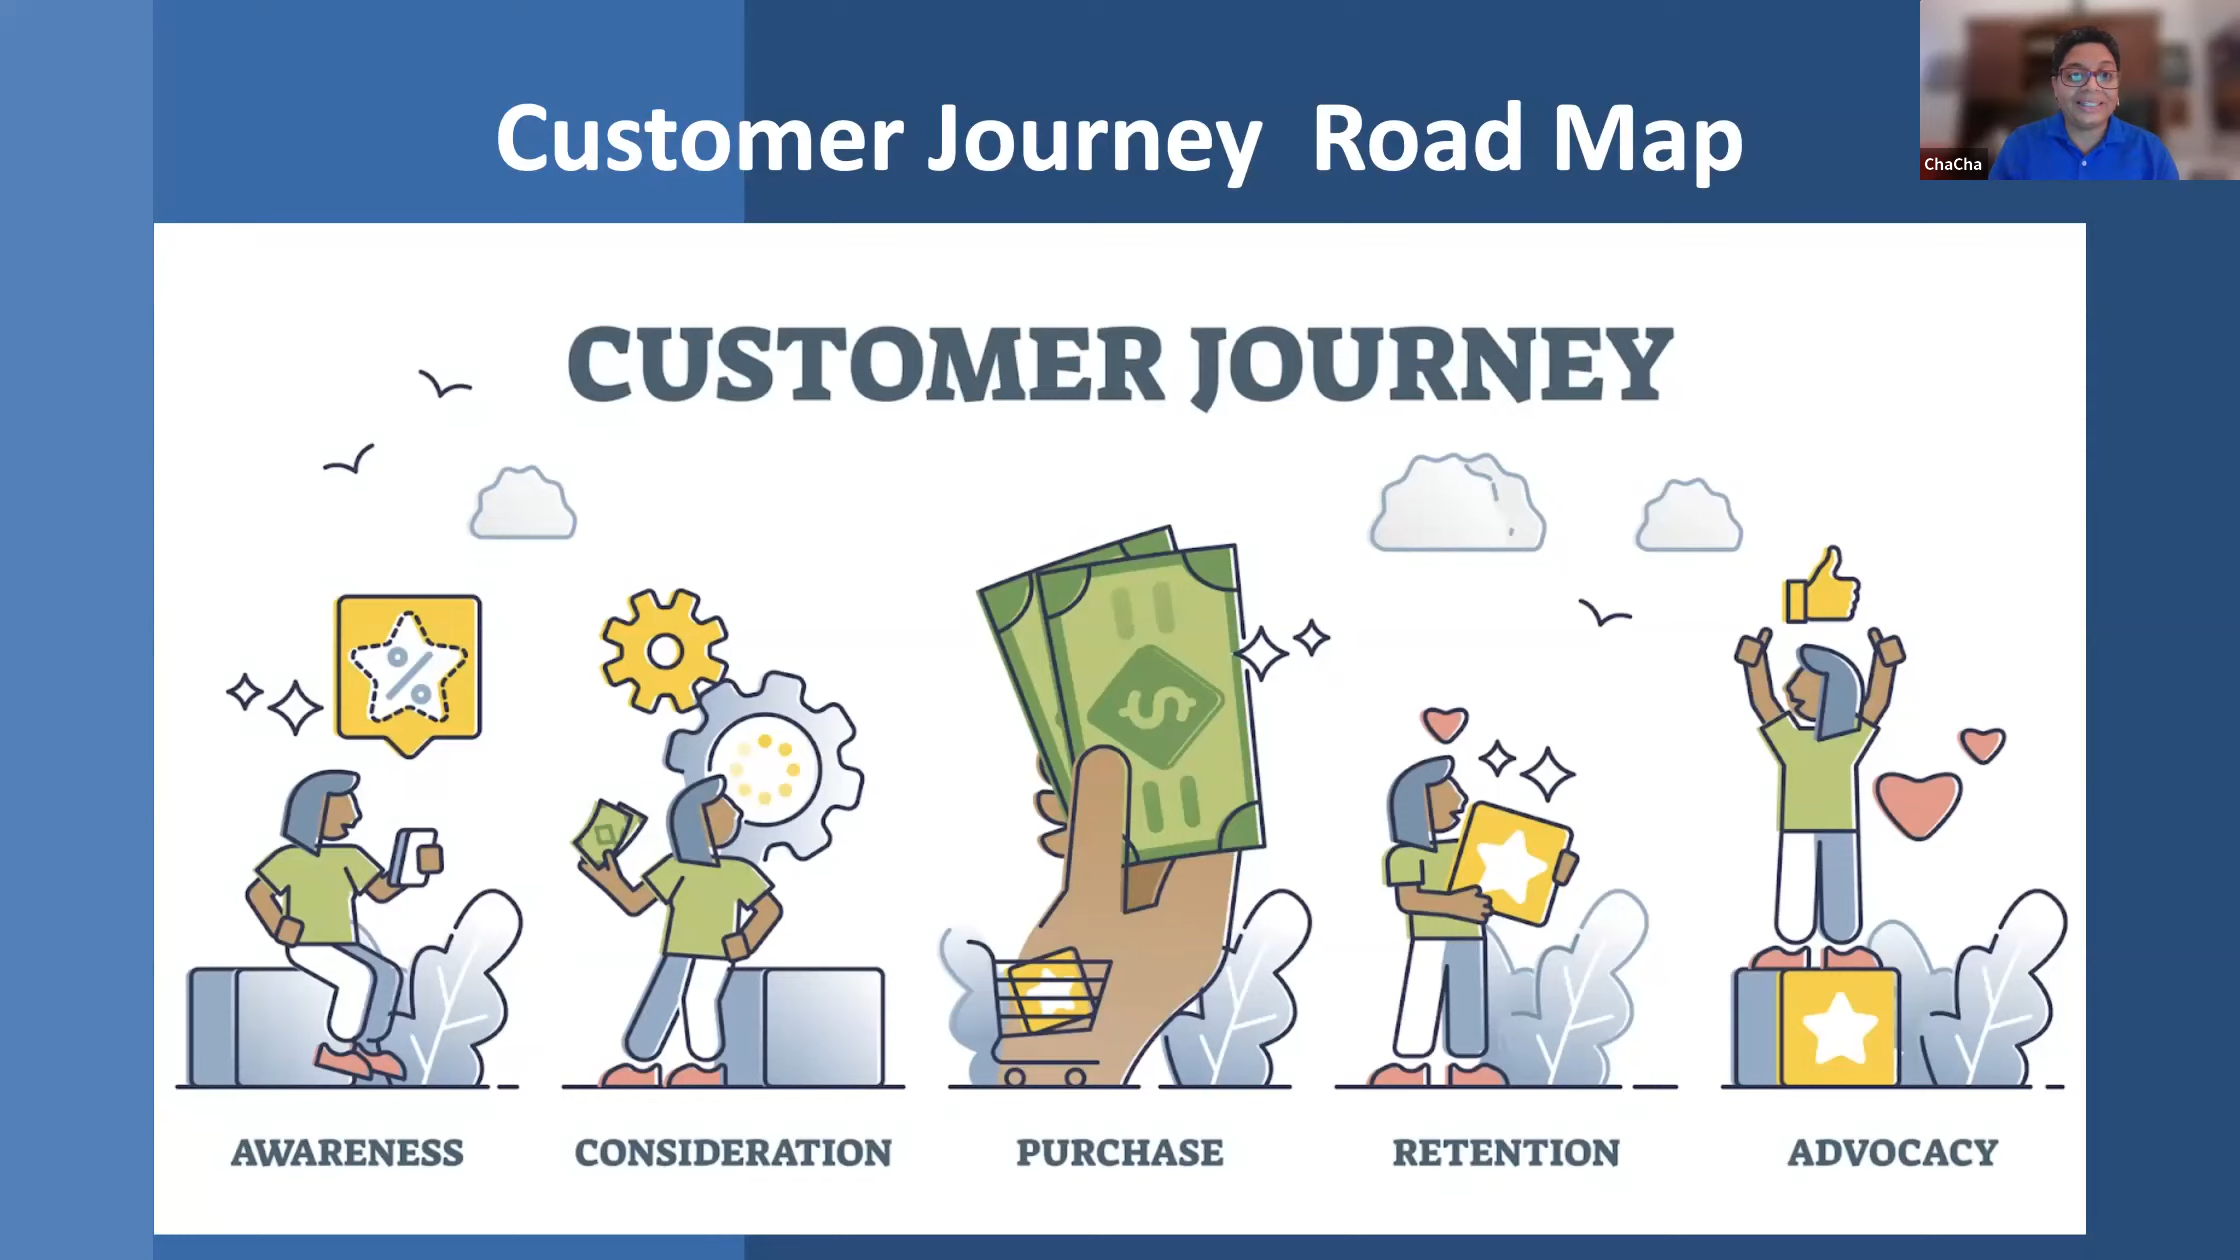 Customer Journey  Road Map
ChaCha
CUSTOMER JOURNEY
%
$
AWARENESS
CONSIDERATION
PURCHASE
RETENTION
ADVOCACY